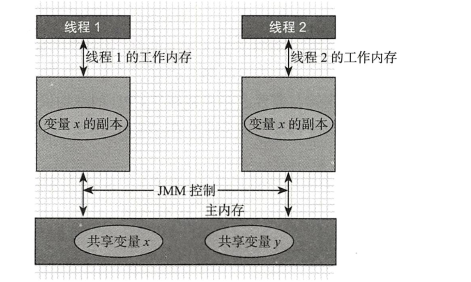 线程 1
线程 2
线程 1 的工作内存
线程 2 的工作内存
变量 x 的副本
变量 x 的副本
JMM 控制
主内存
共享变量 x
共享变量 y